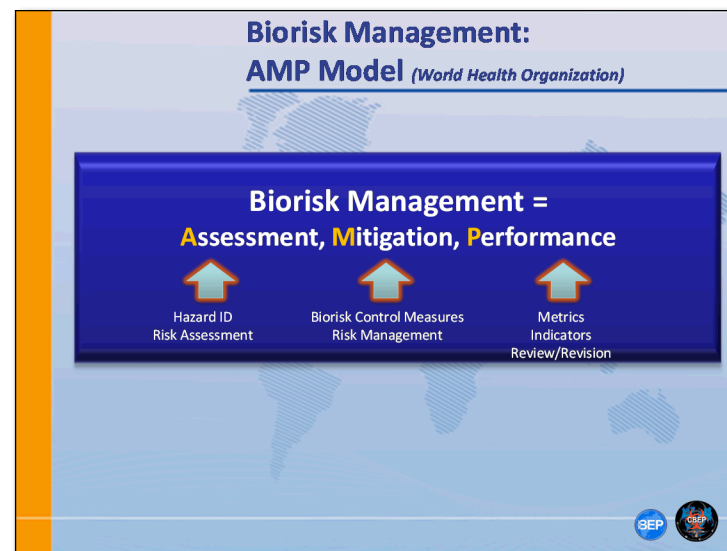 Biorisk Management:
AMP Model (World Health Organization)
Biorisk Management =
Assessment, Mitigation, Performance
Hazard ID
Risk Assessment
Biorisk Control Measures
Risk Management
Metrics
Indicators
Review/Revision
BEP
CBEP